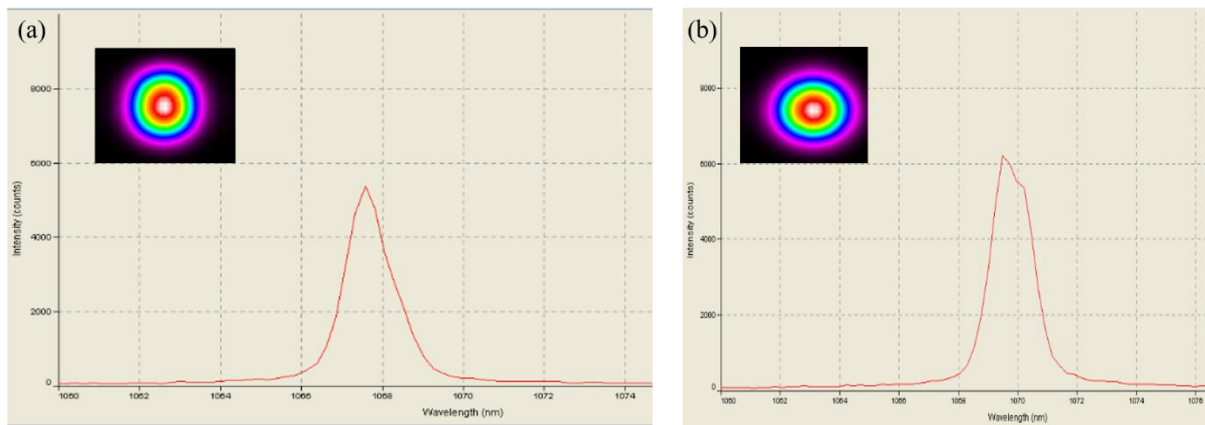 (a)
8000
6000
4000
2000
0
Intensity (counts)
1060 1062 1064 1066 1068 1070 1072 1074
Wavelength (nm)
(b)
8000
6000
4000
2000
0
Intensity (counts)
1060 1062 1064 1066 1068 1070 1072 1074 1076
Wavelength (nm)